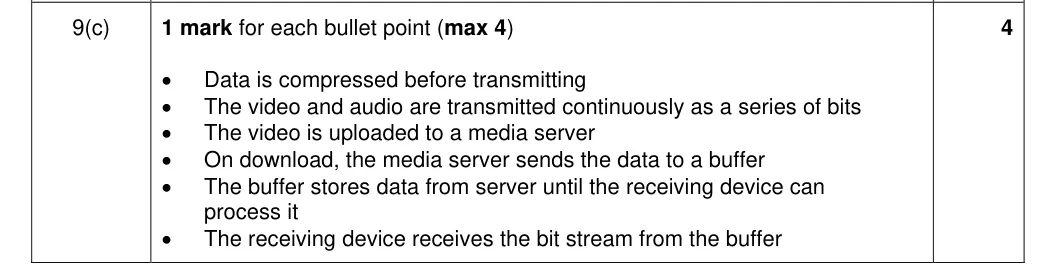 9(c) 1 mark for each bullet point (max 4) 4
• Data is compressed before transmitting
• The video and audio are transmitted continuously as a series of bits
• The video is uploaded to a media server
• On download, the media server sends the data to a buffer
• The buffer stores data from server until the receiving device can
process it
• The receiving device receives the bit stream from the buffer